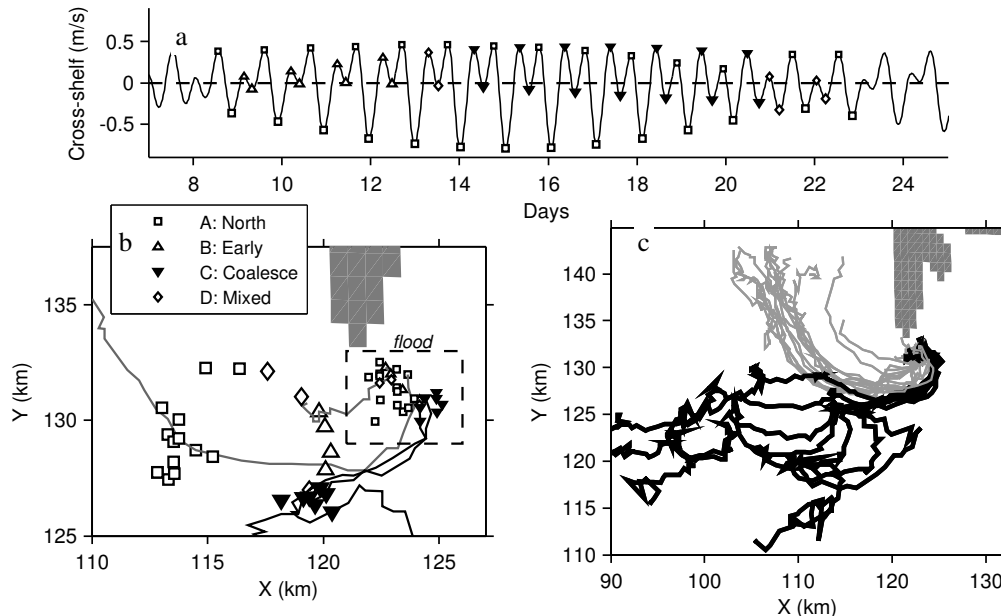 a
Cross-shelf (m/s)
0.5
0
-0.5
8 10 12 14 16 18 20 22 24
Days
A: North
B: Early
C: Coalesce
D: Mixed
b
flood
135
130
125
Y (km)
110 115 120 125
X (km)
c
140
135
130
125
120
115
110
Y (km)
90 100 110 120 130
X (km)